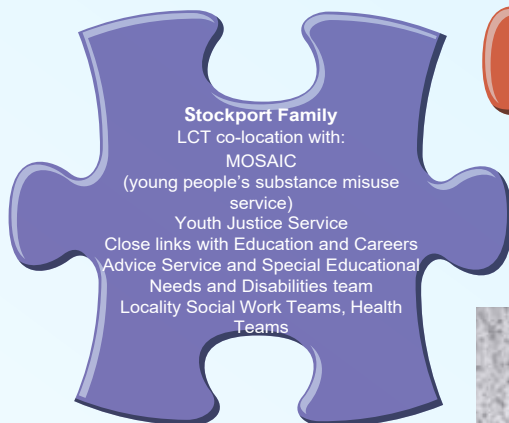 Stockport Family
LCT co-location with:
MOSAIC
(young people’s substance misuse
service)
Youth Justice Service
Close links with Education and Careers
Advice Service and Special Educational
Needs and Disabilities team
Locality Social Work Teams, Health
Teams